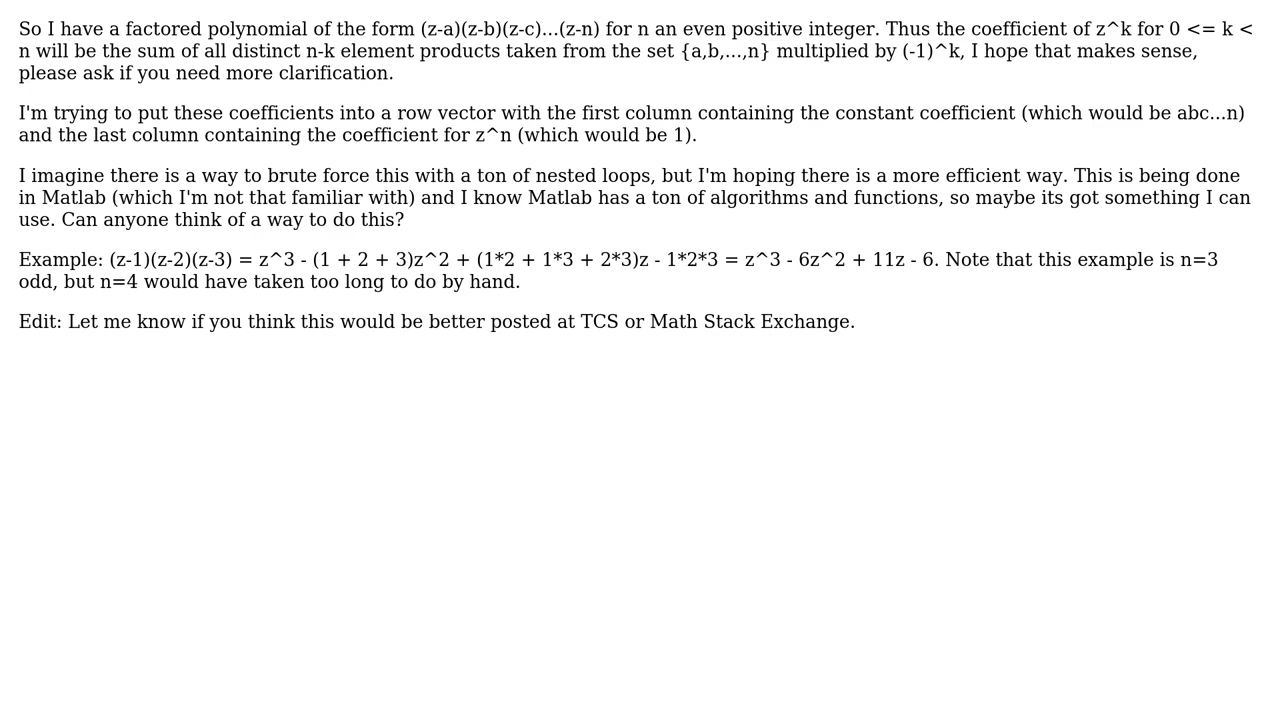 So I have a factored polynomial of the form (z-a)(z-b)(z-c)...(z-n) for n an even positive integer. Thus the coefficient of z^k for 0 <= k <
n will be the sum of all distinct n-k element products taken from the set {a,b,...,n} multiplied by (-1)^k, I hope that makes sense,
please ask if you need more clarification.
I'm trying to put these coefficients into a row vector with the first column containing the constant coefficient (which would be abc...n)
and the last column containing the coefficient for z^n (which would be 1).
I imagine there is a way to brute force this with a ton of nested loops, but I'm hoping there is a more efficient way. This is being done
in Matlab (which I'm not that familiar with) and I know Matlab has a ton of algorithms and functions, so maybe its got something I can
use. Can anyone think of a way to do this?
Example: (z-1)(z-2)(z-3) = z^3 - (1 + 2 + 3)z^2 + (1*2 + 1*3 + 2*3)z - 1*2*3 = z^3 - 6z^2 + 11z - 6. Note that this example is n=3
odd, but n=4 would have taken too long to do by hand.
Edit: Let me know if you think this would be better posted at TCS or Math Stack Exchange.